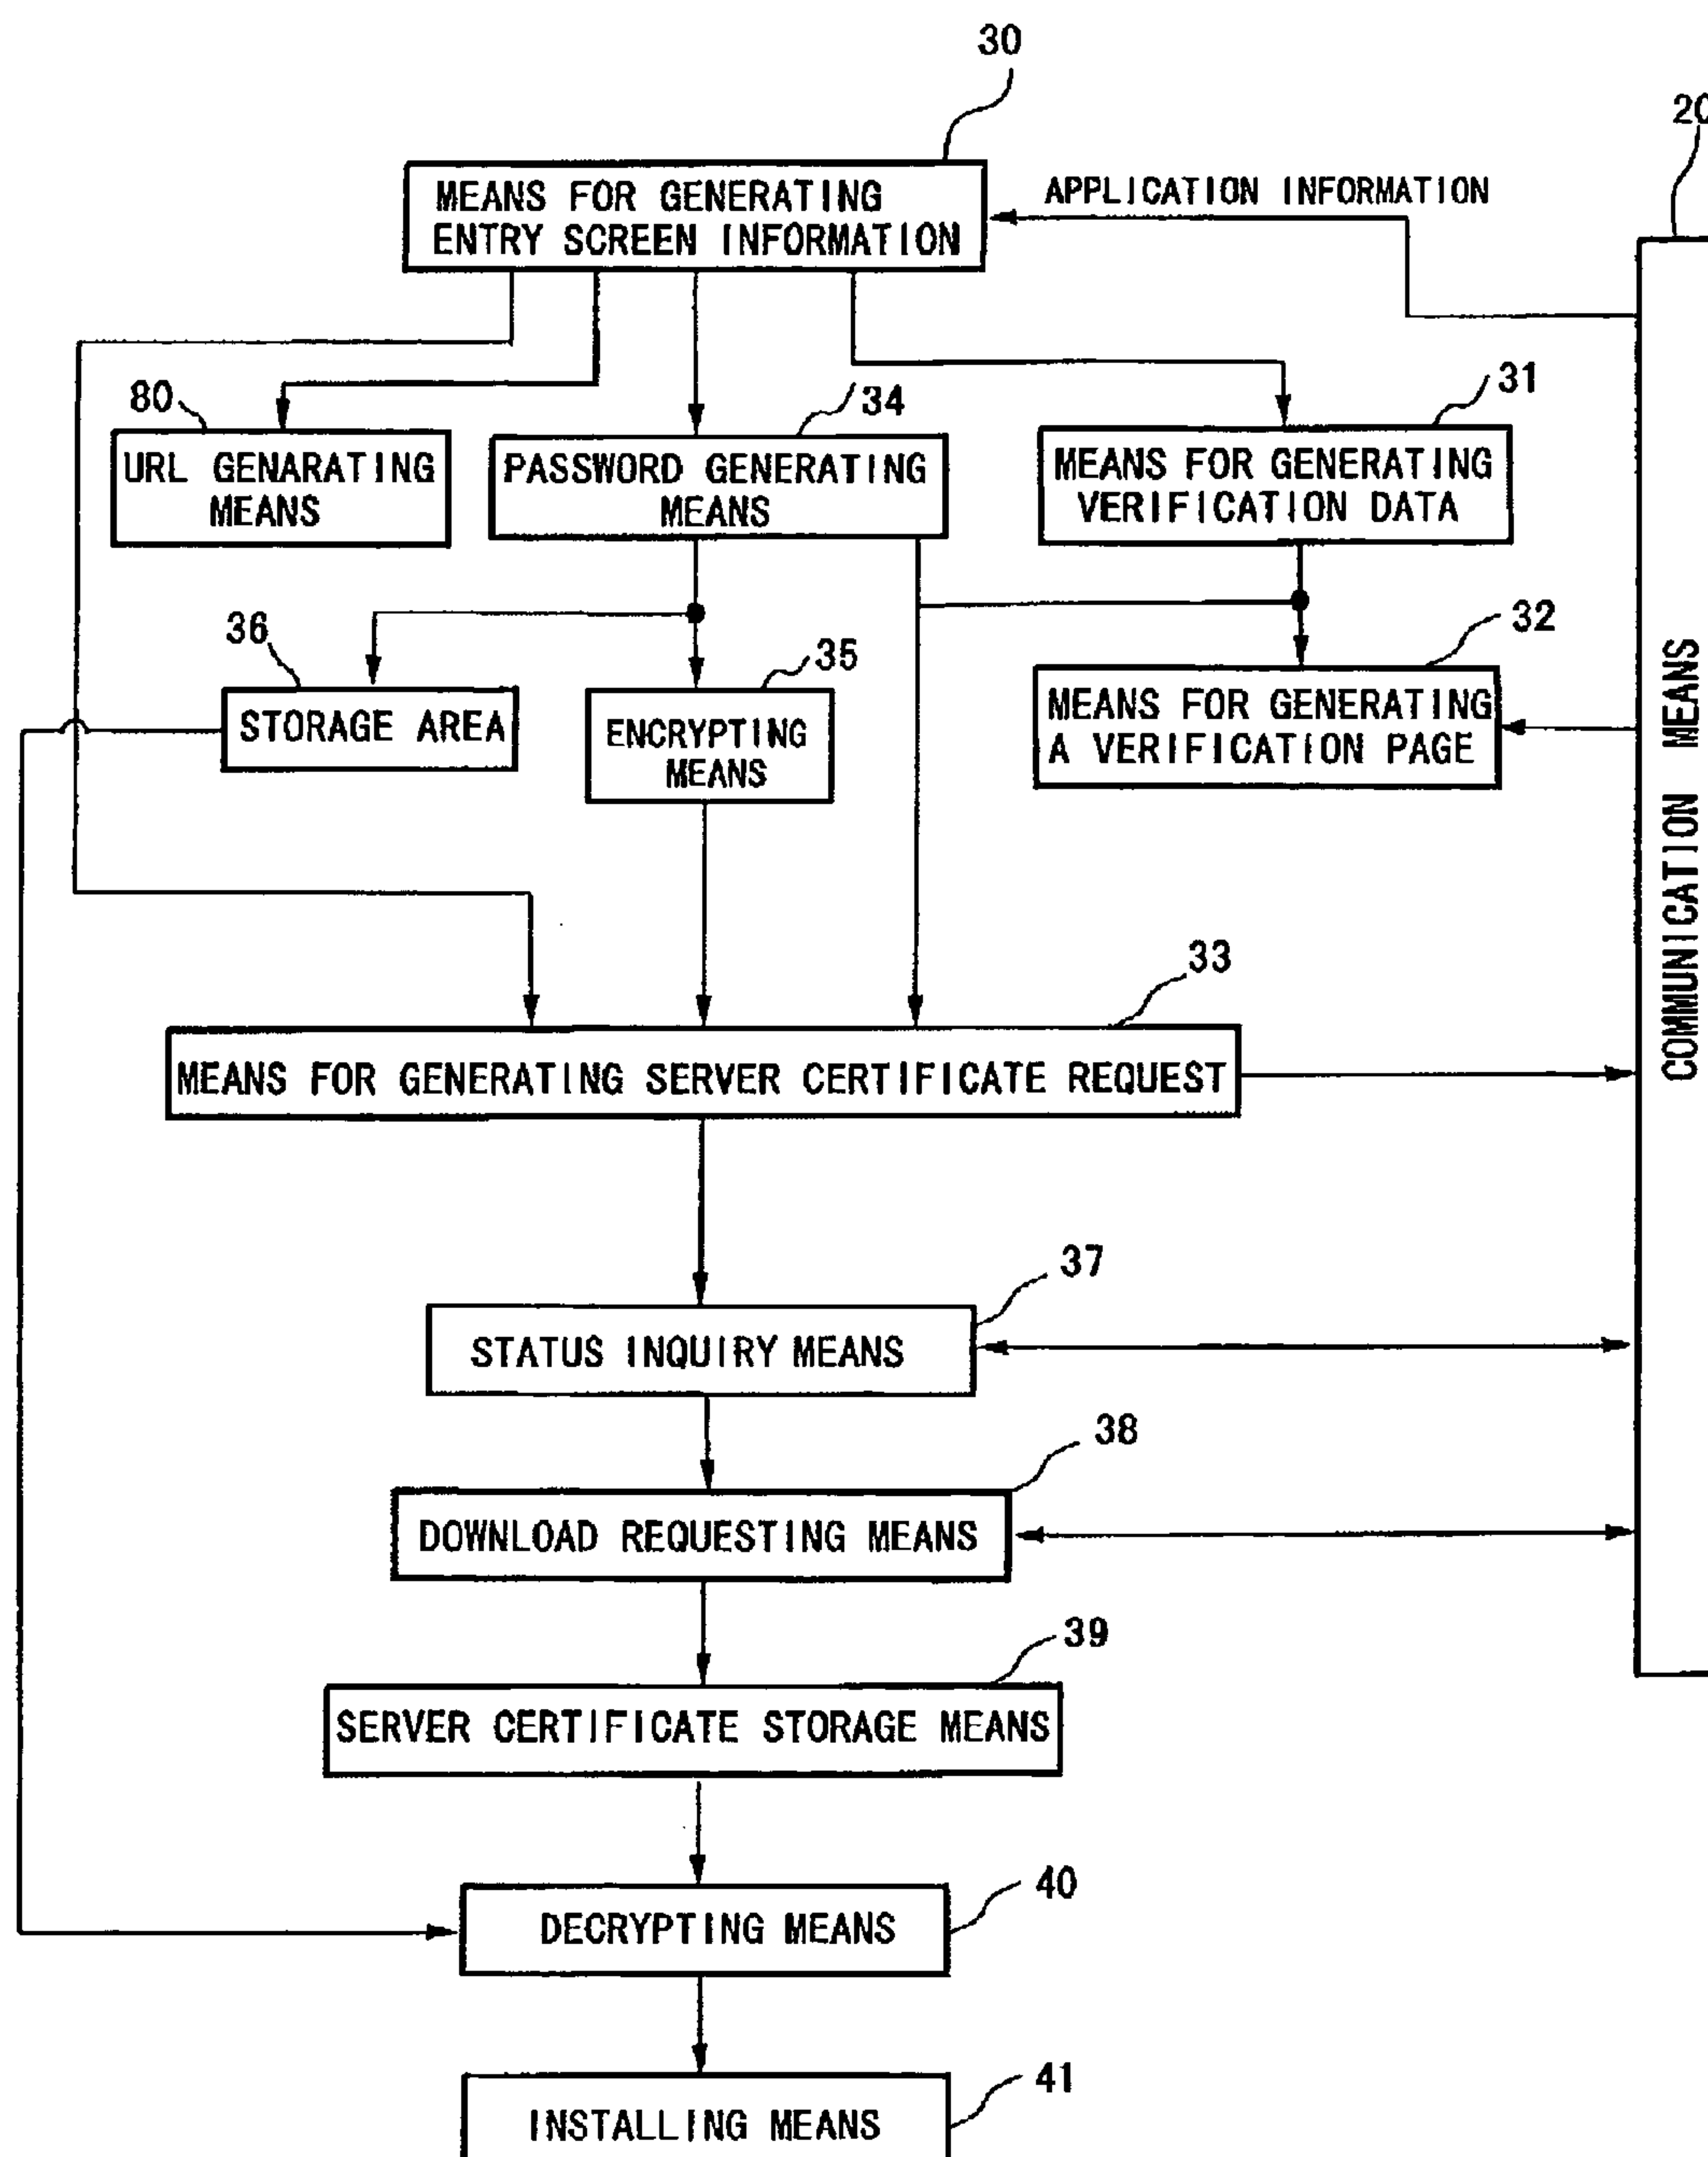 30
20
MEANS FOR GENERATING
ENTRY SCREEN INFORMATION
APPLICATION INFORMATION
80
34
31
URL GENARATING
MEANS
PASSWORD GENERATING
MEANS
MEANS FOR GENERATING
VERIFICATION DATA
36
35
32
STORAGE AREA
ENCRYPTING
MEANS
MEANS FOR GENERATING
A VERIFICATION PAGE
COMMUNICATION MEANS
33
MEANS FOR GENERATING SERVER CERTIFICATE REQUEST
37
STATUS INQUIRY MEANS
38
DOWNLOAD REQUESTING MEANS
39
SERVER CERTIFICATE STORAGE MEANS
40
DECRYPTING MEANS
41
INSTALLING MEANS